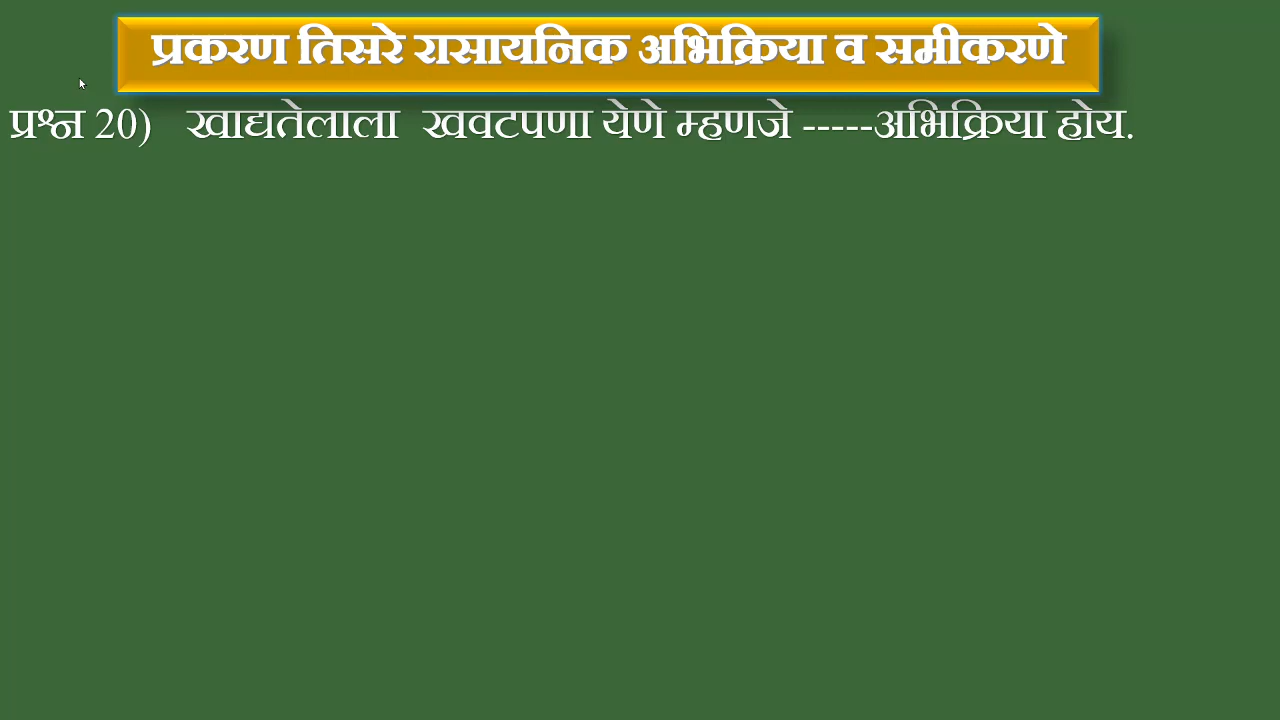 प्रकरण तिसरे रासायनिक अभिक्रिया व समीकरणे
प्रश्न 20) खाद्यतेलाला खवटपणा येणे म्हणजे -----अभिक्रिया होय.